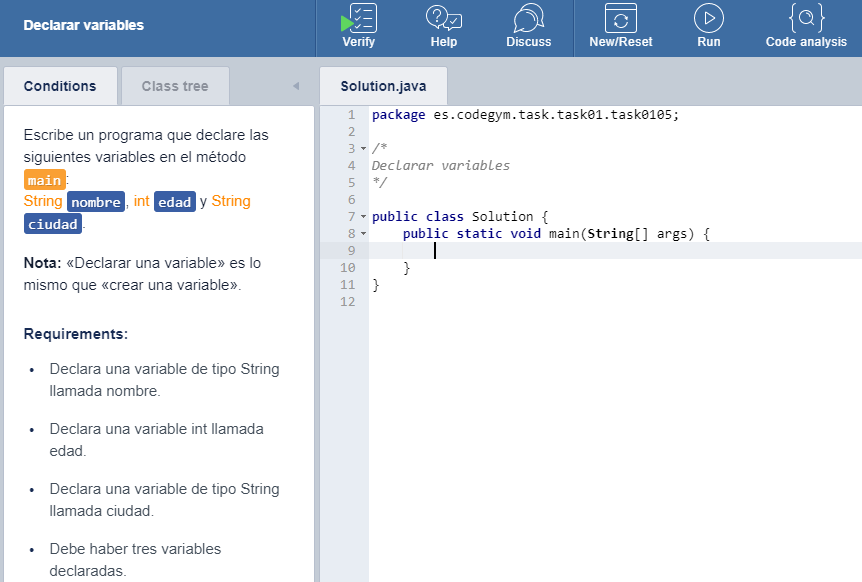 Declarar variables
Verify
Help
Discuss
New/Reset
Run
Code analysis
Conditions
Class tree
Escribe un programa que declare las
siguientes variables en el método
main:
String nombre, int edad y String
ciudad.
Nota: «Declarar una variable» es lo
mismo que «crear una variable».
Requirements:
• Declara una variable de tipo String
llamada nombre.
• Declara una variable int llamada
edad.
• Declara una variable de tipo String
llamada ciudad.
• Debe haber tres variables
declaradas.
Solution.java
1 package es.codegym.task.task01.task0105;
2
3 /*
4 Declarar variables
5 */
6
7 public class Solution {
8 public static void main(String[] args) {
9
10 }
11 }
12